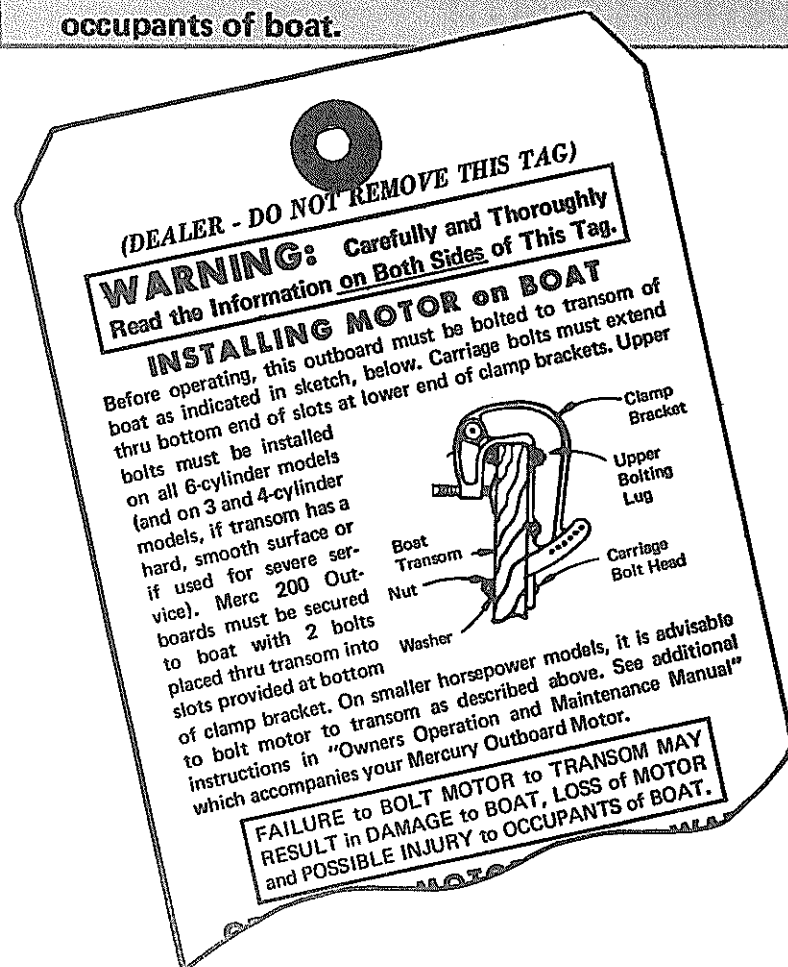 occupants of boat.
(DEALER - DO NOT REMOVE THIS TAG)
WARNING: Carefully and Thoroughly
Read the Information on Both Sides of This Tag.
INSTALLING MOTOR on BOAT
Before operating, this outboard must be bolted to transom of
boat as indicated in sketch, below. Carriage bolts must extend
thru bottom end of slots at lower end of clamp brackets. Upper
bolts must be installed
on all 6-cylinder models
(and on 3 and 4-cylinder
models, if transom has a
hard, smooth surface or
if used for severe ser-
vice). Merc 200 Out-
boards must be secured
to boat with 2 bolts
placed thru transom into
slots provided at bottom
of clamp bracket. On smaller horsepower models, it is advisable
to bolt motor to transom as described above. See additional
instructions in "Owners Operation and Maintenance Manual"
which accompanies your Mercury Outboard Motor.
Clamp
Bracket
Upper
Bolting
Lug
Boat
Transom
Nut
Washer
Carriage
Bolt Head
FAILURE to BOLT MOTOR to TRANSOM MAY
RESULT in DAMAGE to BOAT, LOSS of MOTOR
and POSSIBLE INJURY to OCCUPANTS of BOAT.